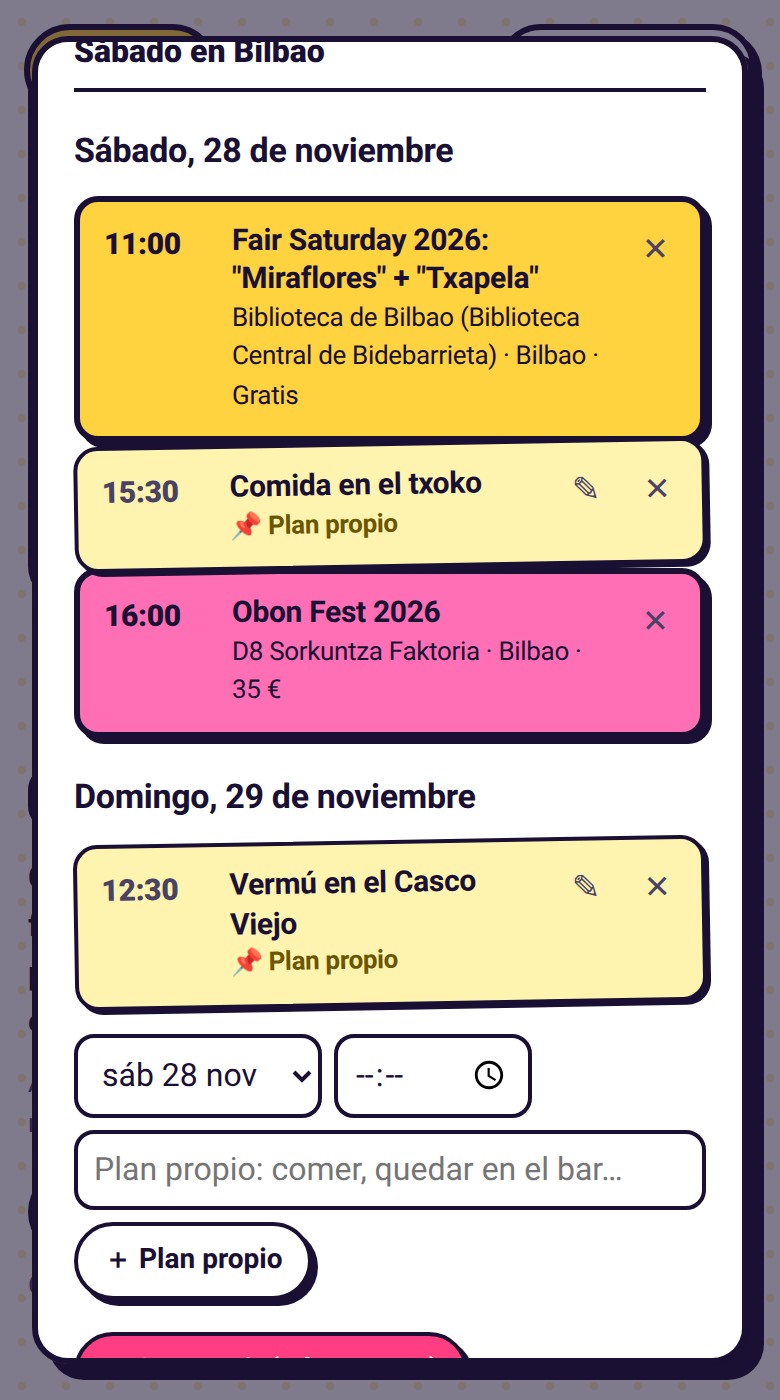 Sábado en Bilbao
Sábado, 28 de noviembre
11:00
Fair Saturday 2026:
"Miraflores" + "Txapela"
Biblioteca de Bilbao (Biblioteca
Central de Bidebarrieta) · Bilbao ·
Gratis
✕
15:30
Comida en el txoko
📌 Plan propio
✎ ✕
16:00
Obon Fest 2026
D8 Sorkuntza Faktoria · Bilbao ·
35 €
✕
Domingo, 29 de noviembre
12:30
Vermú en el Casco
Viejo
📌 Plan propio
✎ ✕
sáb 28 nov
--:--
Plan propio: comer, quedar en el bar…
+ Plan propio